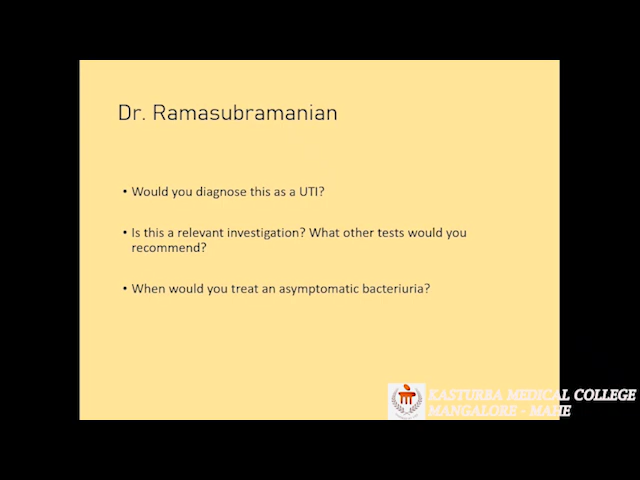 Dr. Ramasubramanian
• Would you diagnose this as a UTI?
• Is this a relevant investigation? What other tests would you
recommend?
• When would you treat an asymptomatic bacteriuria?
KASTURBA MEDICAL COLLEGE
MANGALORE - MAHE